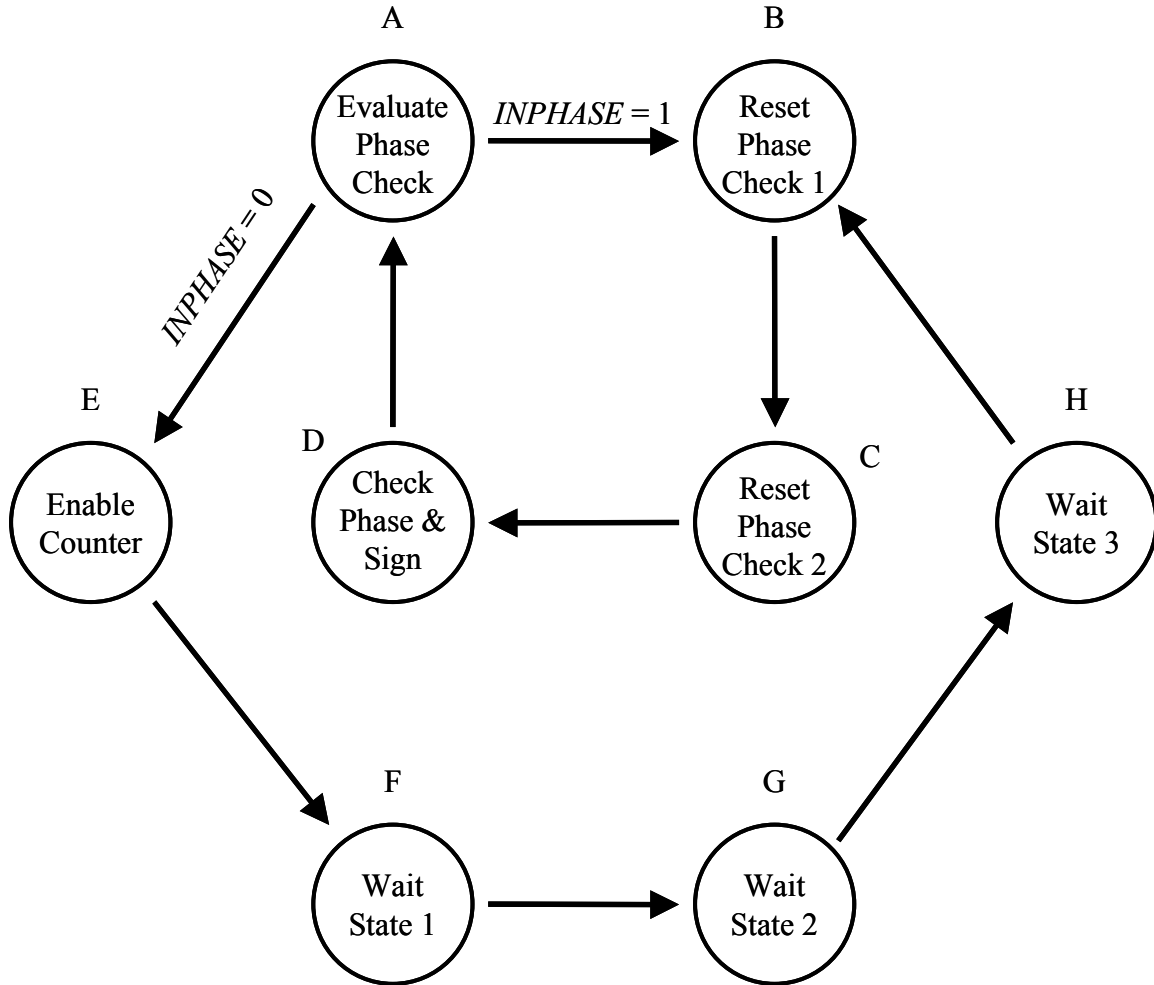 A
B
Evaluate
Phase
Check
INPHASE = 1
Reset
Phase
Check 1
INPHASE = 0
E
D
C
H
Enable
Counter
Check
Phase &
Sign
Reset
Phase
Check 2
Wait
State 3
F
G
Wait
State 1
Wait
State 2